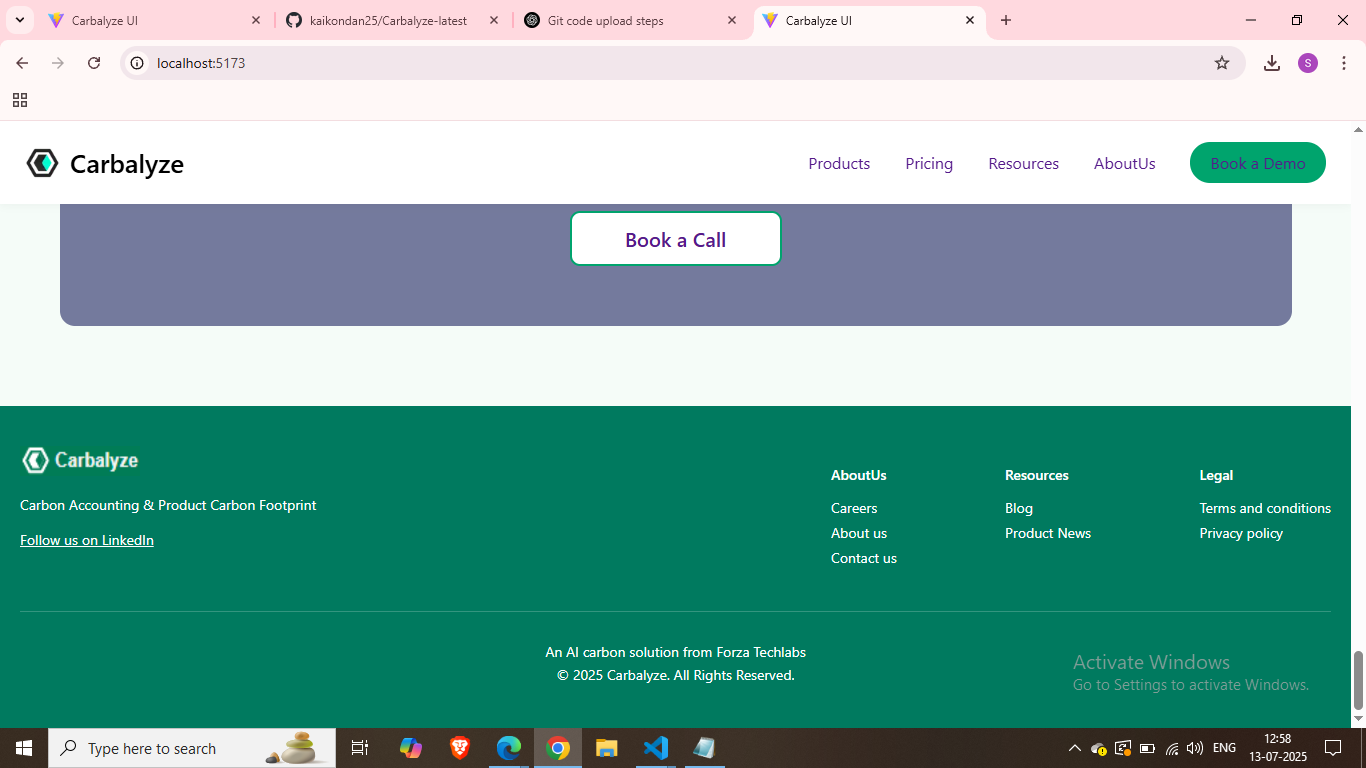 Carbalyze UI
kaikondan25/Carbalyze-latest
Git code upload steps
Carbalyze UI
localhost:5173
S
Carbalyze
Products
Pricing
Resources
AboutUs
Book a Demo
Book a Call
Carbalyze
Carbon Accounting & Product Carbon Footprint
Follow us on LinkedIn
AboutUs
Careers
About us
Contact us
Resources
Blog
Product News
Legal
Terms and conditions
Privacy policy
An AI carbon solution from Forza Techlabs
© 2025 Carbalyze. All Rights Reserved.
Activate Windows
Go to Settings to activate Windows.
Type here to search
ENG
12:58
13-07-2025